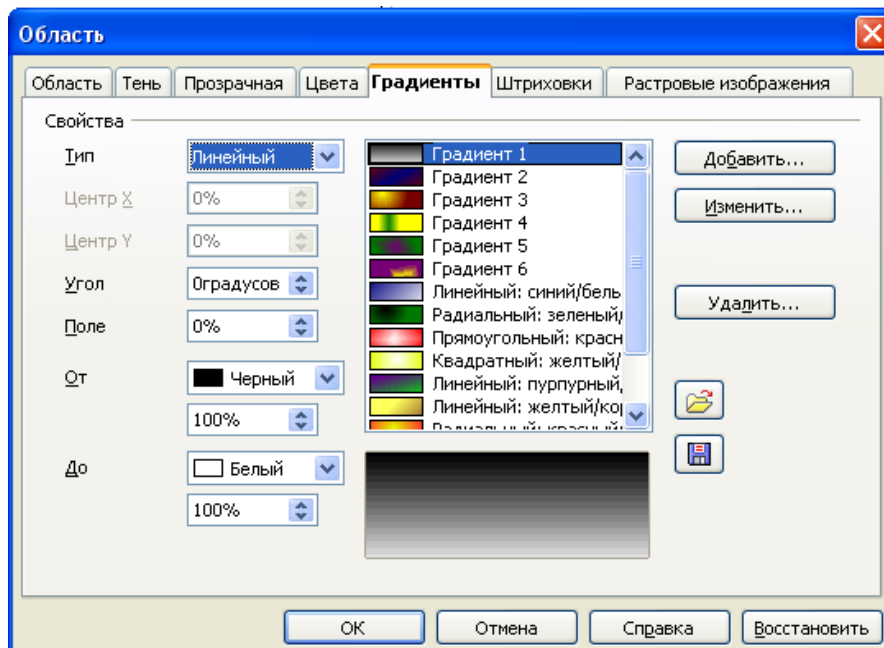 Область
Область Тень Прозрачная Цвета Градиенты Штриховки Растровые изображения
Свойства
Тип Линейный
Центр X 0%
Центр Y 0%
Угол 0градусов
Поле 0%
От Черный
100%
До Белый
100%
Градиент 1
Градиент 2
Градиент 3
Градиент 4
Градиент 5
Градиент 6
Линейный: синий/бель
Радиальный: зеленый/
Прямоугольный: красн
Квадратный: желтый/
Линейный: пурпурный,
Линейный: желтый/кор
Радиальный: красный/
Добавить...
Изменить...
Удалить...
ОК Отмена Справка Восстановить